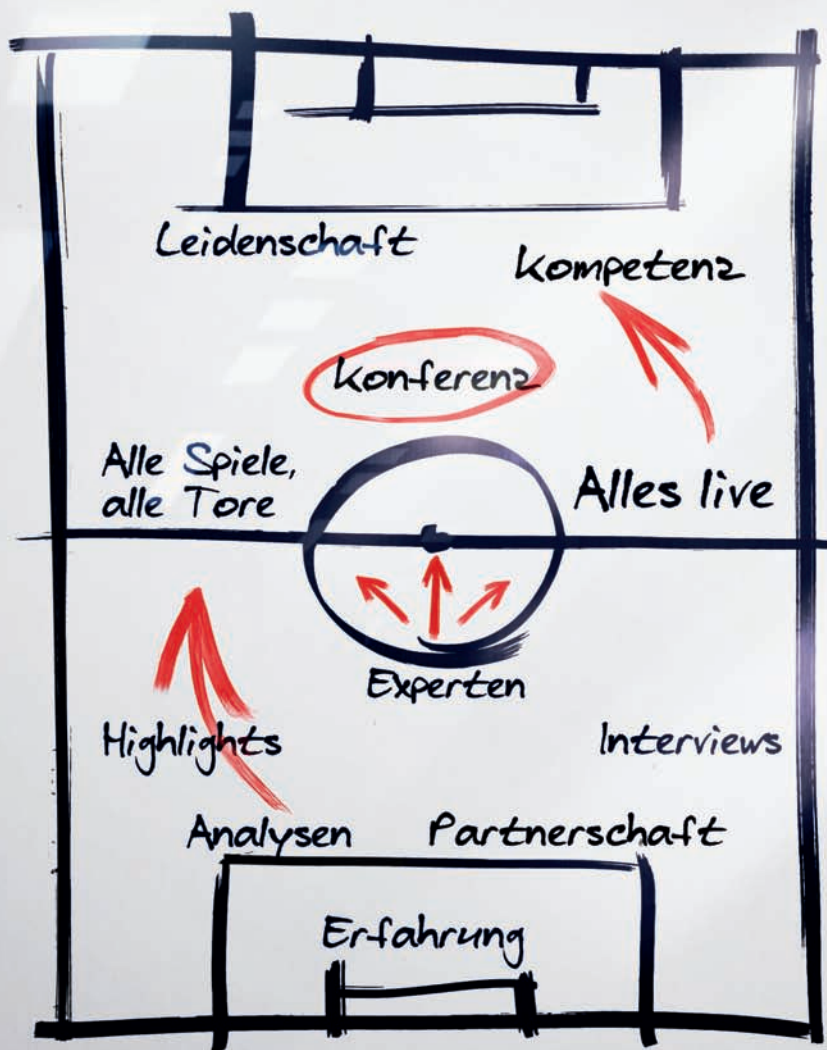 Leidenschaft
Kompetenz
Konferenz
Alle Spiele,
alle Tore
Alles live
Experten
Highlights
Interviews
Analysen
Partnerschaft
Erfahrung